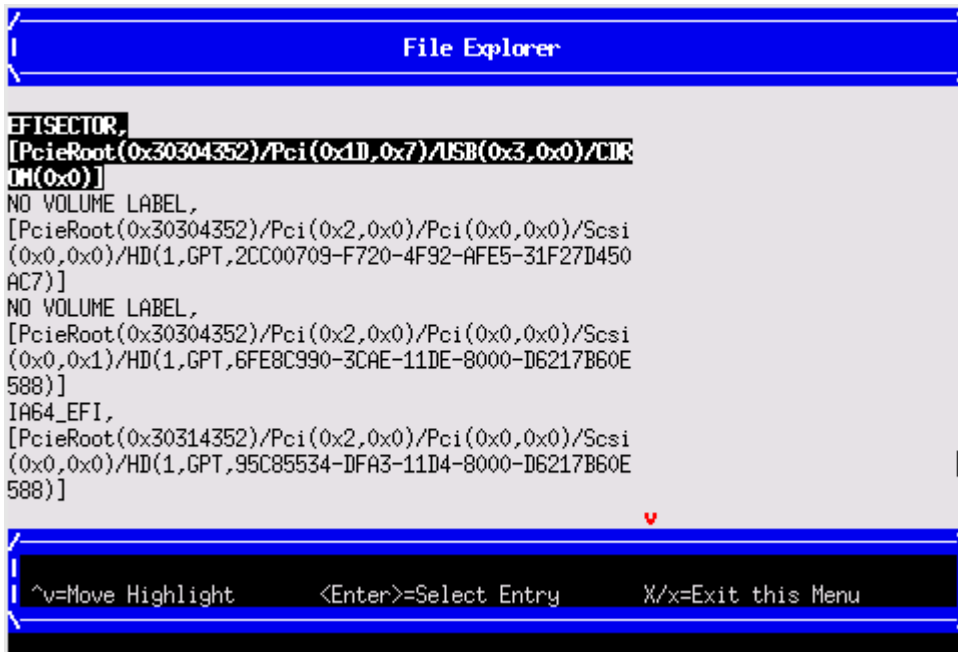 File Explorer
EFISECTOR,
[PcieRoot(0x30304352)/Pci(0x1D,0x7)/USB(0x3,0x0)/CDR
OM(0x0)]
NO VOLUME LABEL,
[PcieRoot(0x30304352)/Pci(0x2,0x0)/Pci(0x0,0x0)/Scsi
(0x0,0x0)/HD(1,GPT,2CC00709-F720-4F92-AFE5-31F27D450
AC7)]
NO VOLUME LABEL,
[PcieRoot(0x30304352)/Pci(0x2,0x0)/Pci(0x0,0x0)/Scsi
(0x0,0x1)/HD(1,GPT,6FE8C990-3CAE-11DE-8000-D6217B60E
588)]
IA64_EFI,
[PcieRoot(0x30314352)/Pci(0x2,0x0)/Pci(0x0,0x0)/Scsi
(0x0,0x0)/HD(1,GPT,95C85534-DFA3-11D4-8000-D6217B60E
588)]
v
^v=Move Highlight <Enter>=Select Entry X/x=Exit this Menu